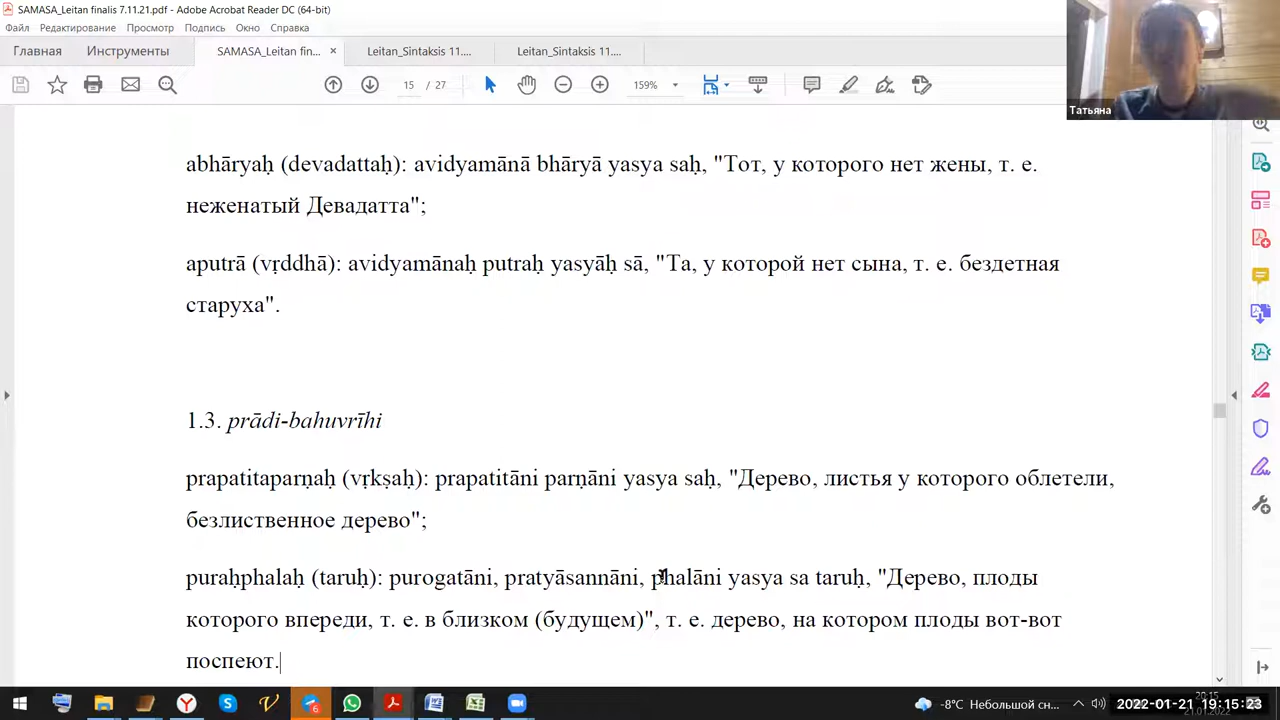 SAMASA_Leitan finalis 7.11.21.pdf - Adobe Acrobat Reader DC (64-bit)
Файл Редактирование Просмотр Подпись Окно Справка
Главная Инструменты SAMASA_Leitan fin... × Leitan_Sintaksis 11.... Leitan_Sintaksis 11....
15 / 27 159%
Татьяна
abhāryaḥ (devadattaḥ): avidyamānā bhāryā yasya saḥ, "Тот, у которого нет жены, т. е.
неженатый Девадатта";
aputrā (vṛddhā): avidyamānaḥ putraḥ yasyāḥ sā, "Та, у которой нет сына, т. е. бездетная
старуха".
1.3. prādi-bahuvrīhi
prapatitaparṇaḥ (vṛkṣaḥ): prapatitāni parṇāni yasya saḥ, "Дерево, листья у которого облетели,
безлиственное дерево";
puraḥphalaḥ (taruḥ): purogatāni, pratyāsannāni, phalāni yasya sa taruḥ, "Дерево, плоды
которого впереди, т. е. в близком (будущем)", т. е. дерево, на котором плоды вот-вот
поспеют.
-8°C Небольшой сн... 20:15
2022-01-21 19:15:23
21.01.2022